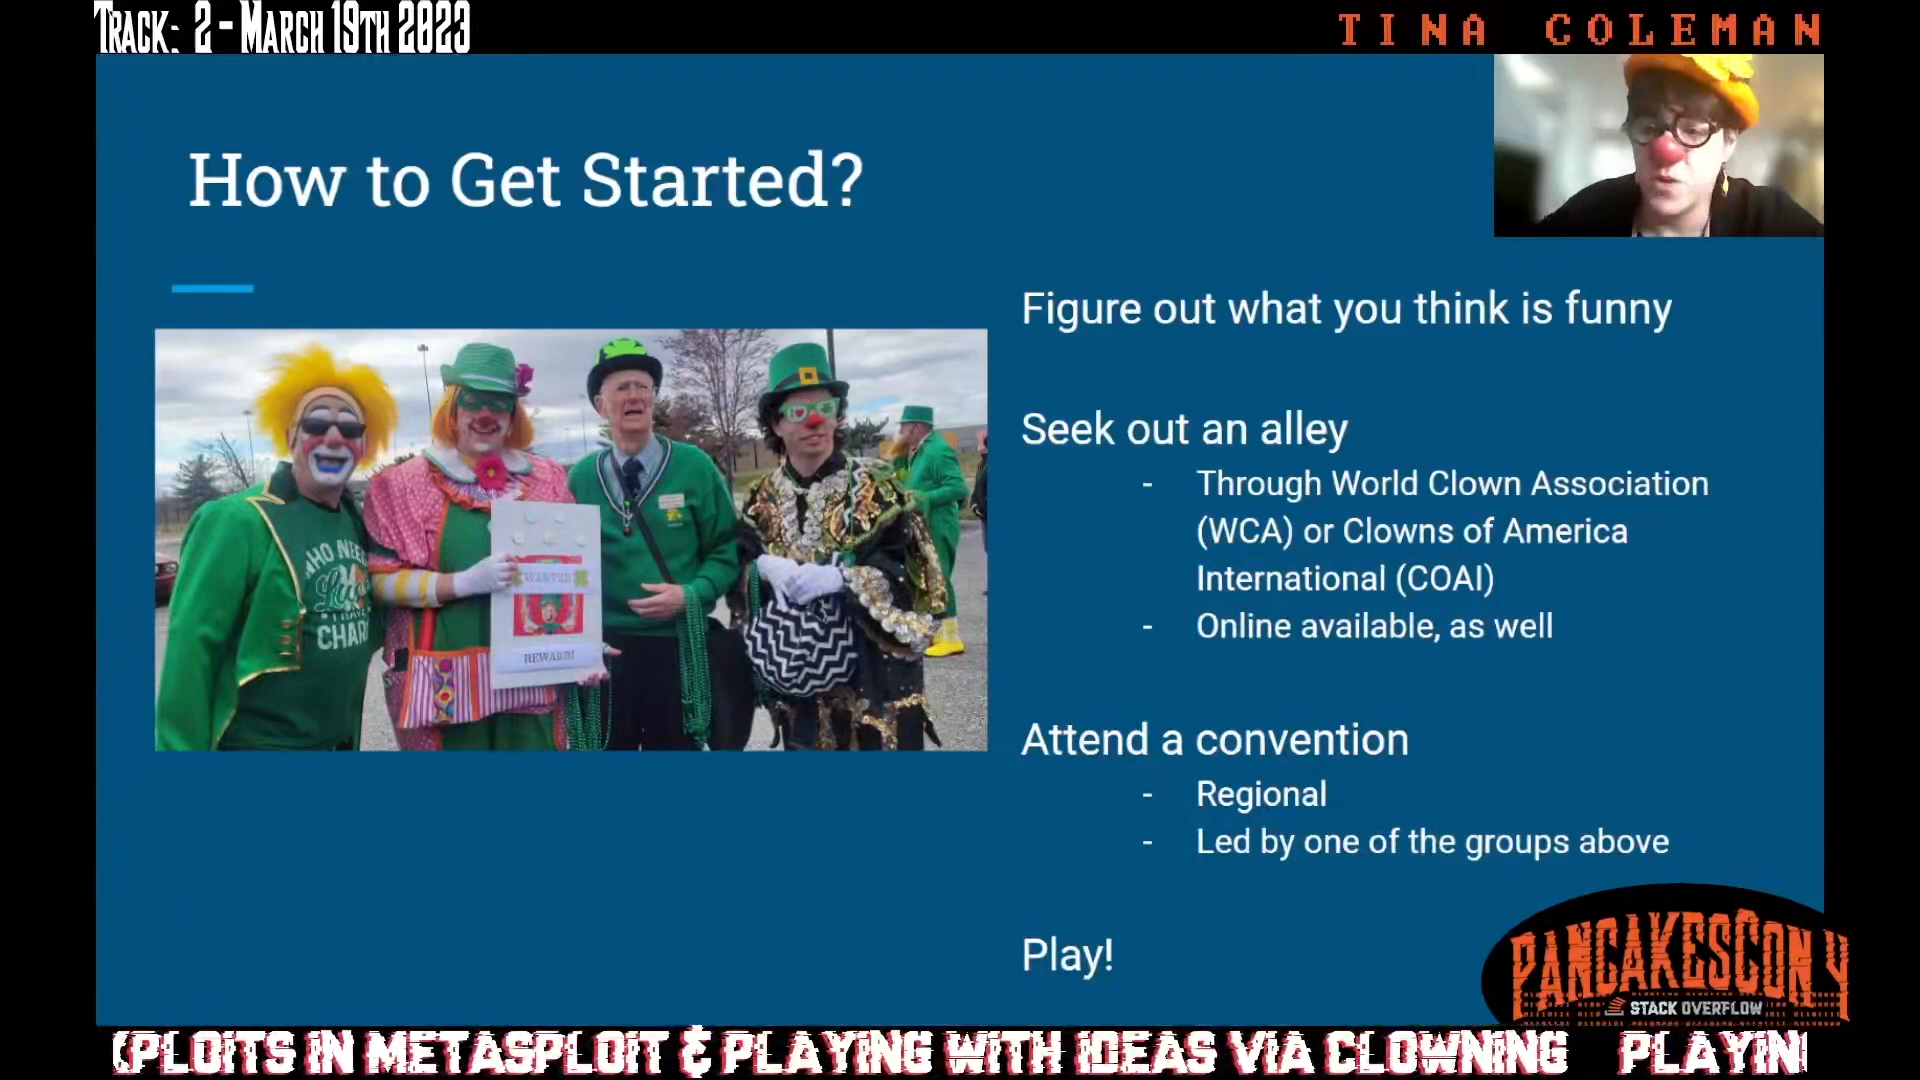 Track: 2 - March 19th 2023
TINA COLEMAN
How to Get Started?
Figure out what you think is funny
Seek out an alley
- Through World Clown Association
(WCA) or Clowns of America
International (COAI)
- Online available, as well
Attend a convention
- Regional
- Led by one of the groups above
Play!
WANTED
REWARD!
PANCAKESCON 4
STACK OVERFLOW
(PLOITS IN METASPLOIT & PLAYING WITH IDEAS VIA CLOWNING PLAYIN